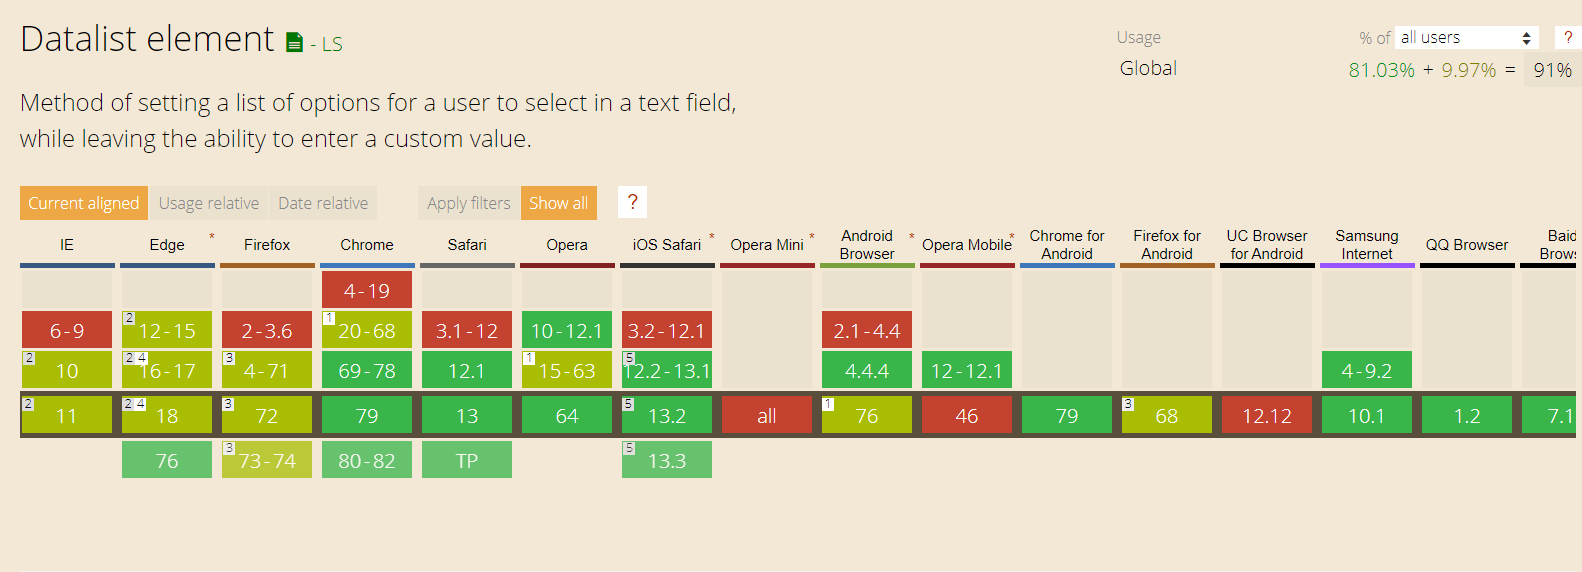 Datalist element - LS
Usage % of all users ?
Global 81.03% + 9.97% = 91%
Method of setting a list of options for a user to select in a text field,
while leaving the ability to enter a custom value.
Current aligned Usage relative Date relative Apply filters Show all ?
IE Edge * Firefox Chrome Safari Opera iOS Safari * Opera Mini * Android Browser * Opera Mobile * Chrome for Android Firefox for Android UC Browser for Android Samsung Internet QQ Browser Baid Brows
4-19
6-9 2 12-15 2-3.6 1 20-68 3.1-12 10-12.1 3.2-12.1 2.1-4.4
2 10 2 4 16-17 3 4-71 69-78 12.1 1 15-63 5 12.2-13.1 4.4.4 12-12.1 4-9.2
2 11 2 4 18 3 72 79 13 64 5 13.2 all 1 76 46 79 3 68 12.12 10.1 1.2 7.1
76 3 73-74 80-82 TP 5 13.3